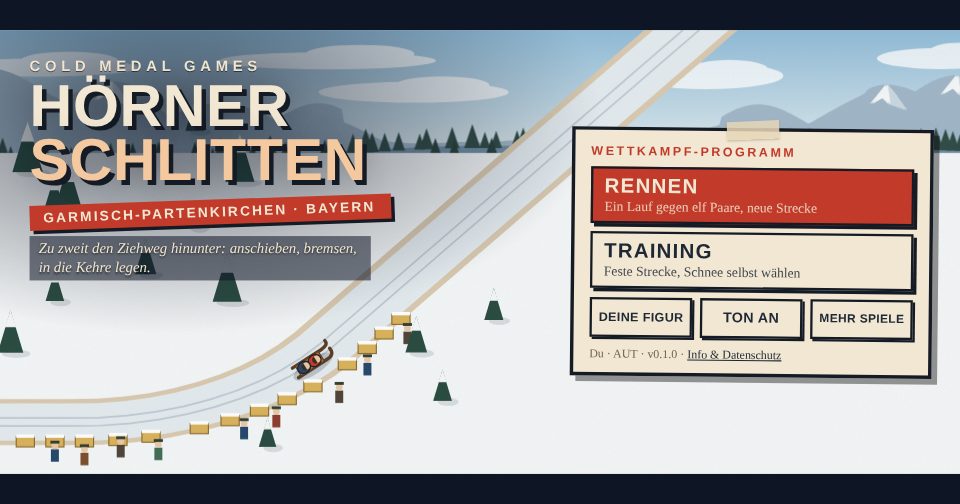 COLD MEDAL GAMES
HÖRNER
SCHLITTEN
GARMISCH-PARTENKIRCHEN · BAYERN
Zu zweit den Ziehweg hinunter: anschieben, bremsen,
in die Kehre legen.
WETTKAMPF-PROGRAMM
RENNEN
Ein Lauf gegen elf Paare, neue Strecke
TRAINING
Feste Strecke, Schnee selbst wählen
DEINE FIGUR
TON AN
MEHR SPIELE
Du · AUT · v0.1.0 · Info & Datenschutz